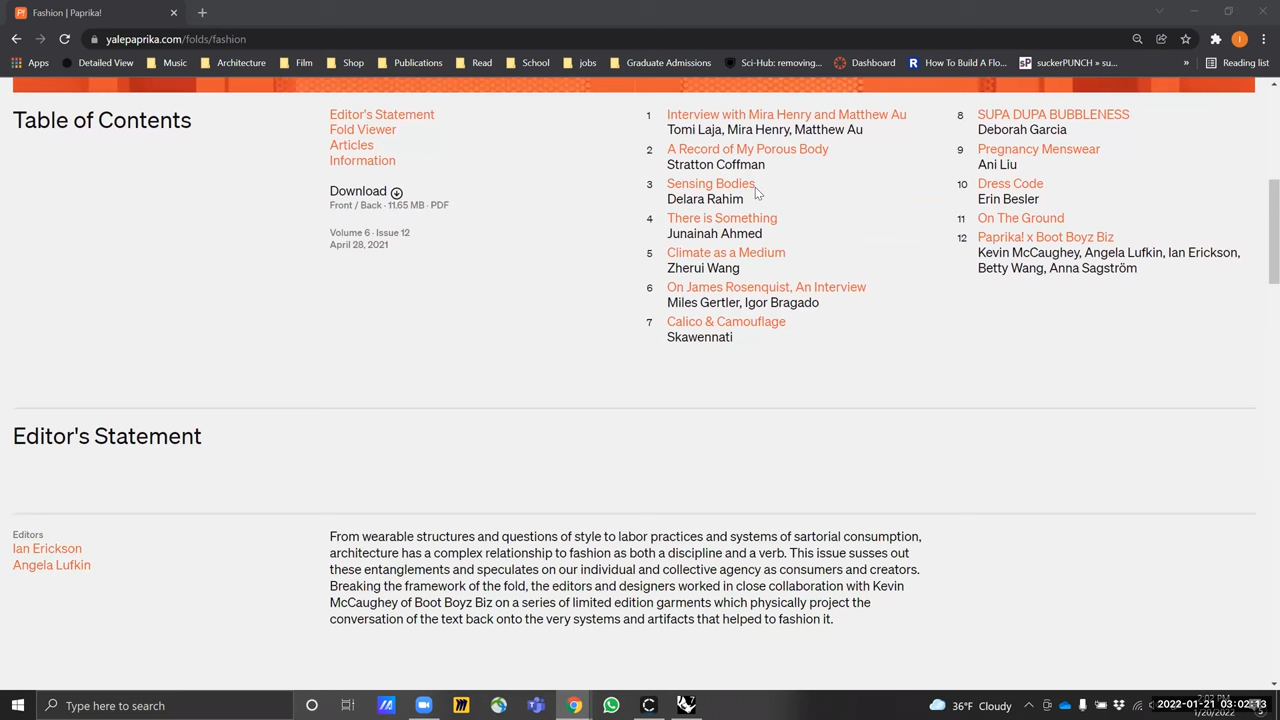 Fashion | Paprika!
yalepaprika.com/folds/fashion
Apps Detailed View Music Architecture Film Shop Publications Read School jobs Graduate Admissions Sci-Hub: removing... Dashboard How To Build A Flo... suckerPUNCH » su... » Reading list
Table of Contents
Editor's Statement
Fold Viewer
Articles
Information
Download
Front / Back · 11.65 MB · PDF
Volume 6 · Issue 12
April 28, 2021
1 Interview with Mira Henry and Matthew Au
Tomi Laja, Mira Henry, Matthew Au
2 A Record of My Porous Body
Stratton Coffman
3 Sensing Bodies
Delara Rahim
4 There is Something
Junainah Ahmed
5 Climate as a Medium
Zherui Wang
6 On James Rosenquist, An Interview
Miles Gertler, Igor Bragado
7 Calico & Camouflage
Skawennati
8 SUPA DUPA BUBBLENESS
Deborah Garcia
9 Pregnancy Menswear
Ani Liu
10 Dress Code
Erin Besler
11 On The Ground
12 Paprika! x Boot Boyz Biz
Kevin McCaughey, Angela Lufkin, Ian Erickson,
Betty Wang, Anna Sagström
Editor's Statement
Editors
Ian Erickson
Angela Lufkin
From wearable structures and questions of style to labor practices and systems of sartorial consumption,
architecture has a complex relationship to fashion as both a discipline and a verb. This issue susses out
these entanglements and speculates on our individual and collective agency as consumers and creators.
Breaking the framework of the fold, the editors and designers worked in close collaboration with Kevin
McCaughey of Boot Boyz Biz on a series of limited edition garments which physically project the
conversation of the text back onto the very systems and artifacts that helped to fashion it.
Type here to search
36°F Cloudy
2022-01-21 03:02:13